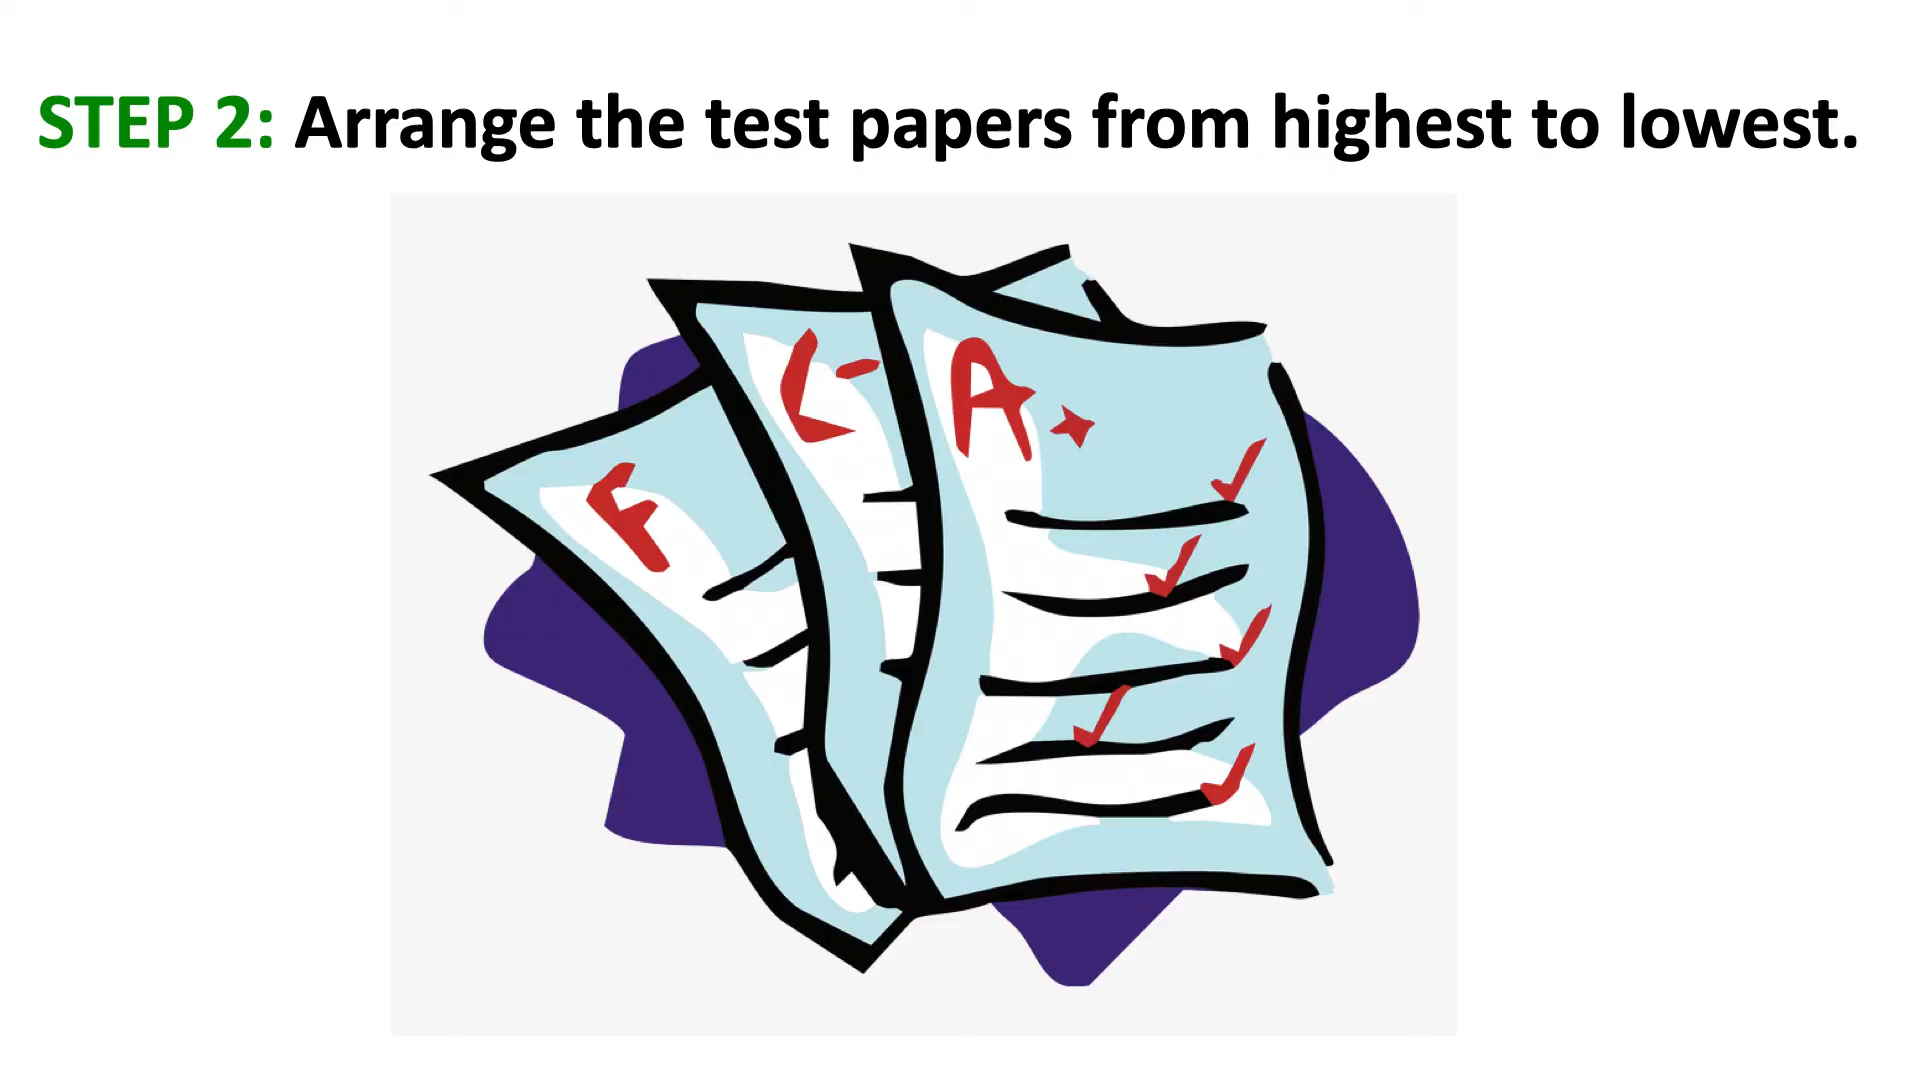 STEP 2: Arrange the test papers from highest to lowest.
F
C-
A+